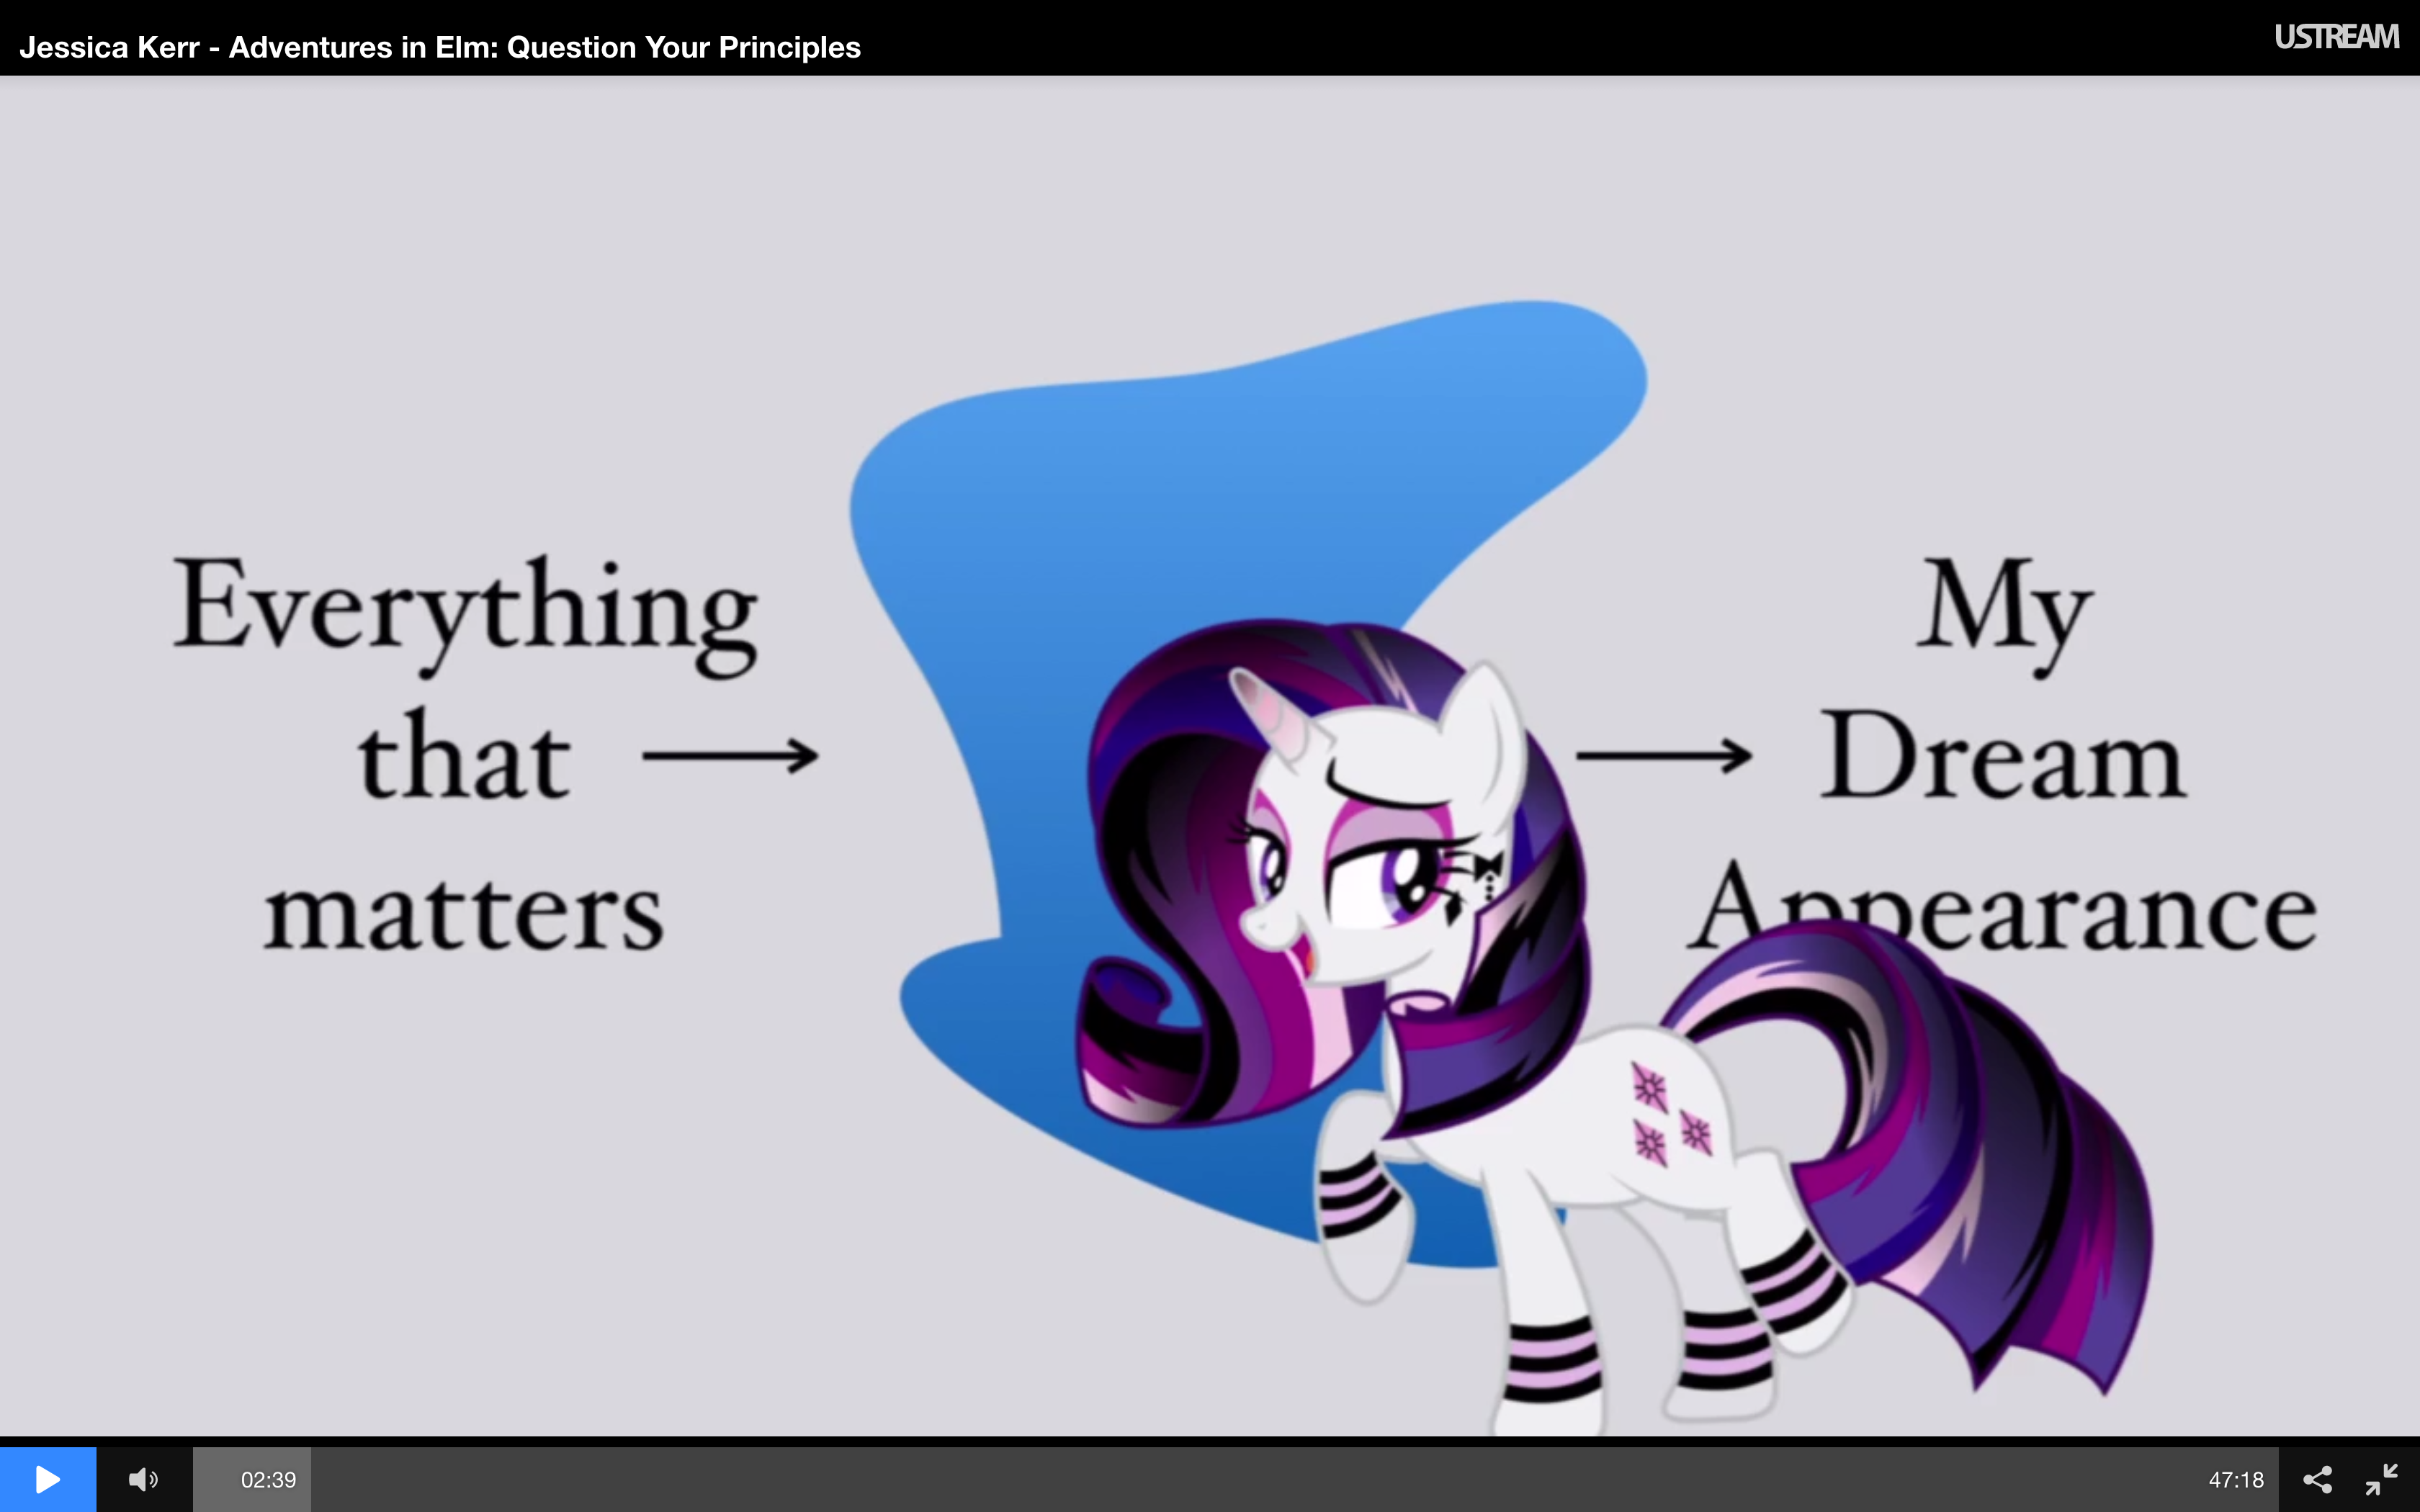 Jessica Kerr - Adventures in Elm: Question Your Principles
USTREAM
Everything
that
matters
My
Dream
Appearance
02:39
47:18